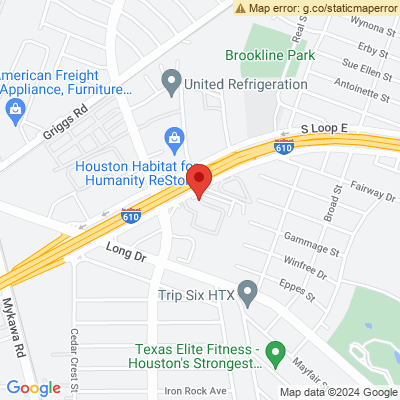 Map error: g.co/staticmaperror
Wynona St
Real St
Erby St
Brookline Park
Sue Ellen St
American Freight
Appliance, Furniture...
Antoinette St
United Refrigeration
Griggs Rd
S Loop E
610
Houston Habitat for
Humanity ReStore
Fairway Dr
Broad St
610
Gammage St
Long Dr
Winfree Dr
Eppes St
Trip Six HTX
Mykawa Rd
Cedar Crest St
Texas Elite Fitness -
Houston's Strongest...
Mayfair St
Iron Rock Ave
Google
Map data ©2024 Google